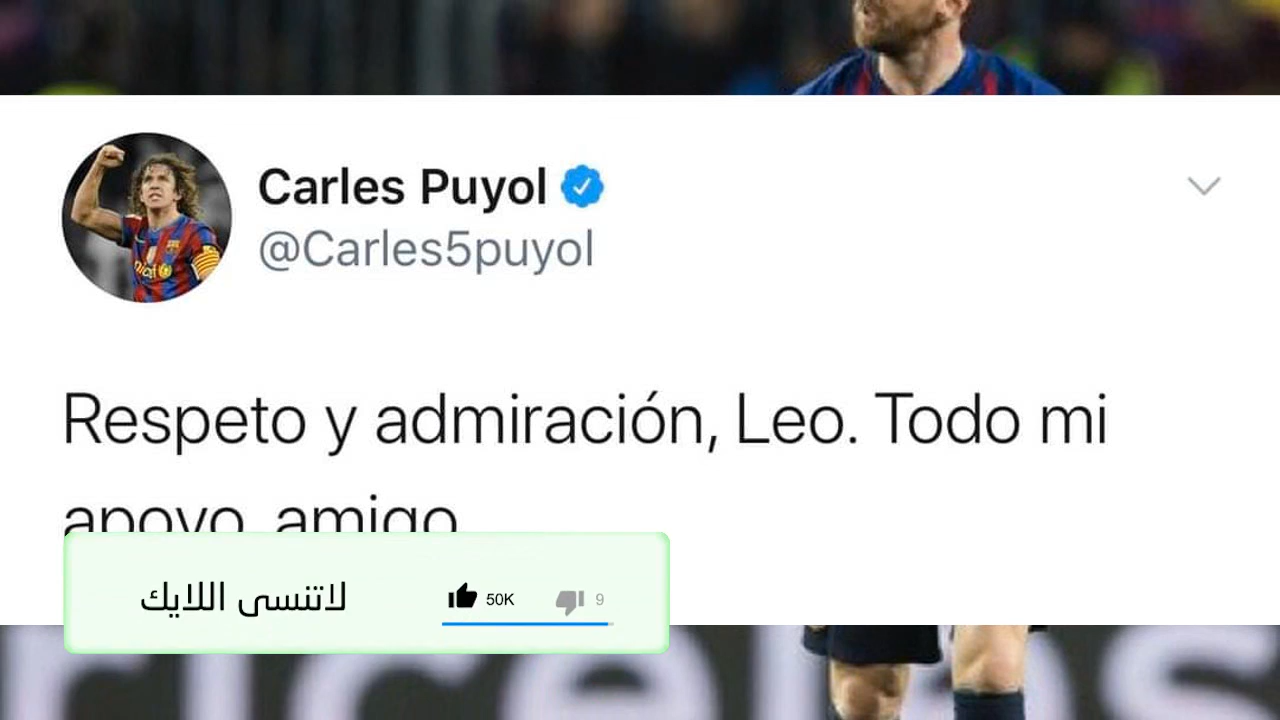 Carles Puyol
@Carles5puyol
Respeto y admiración, Leo. Todo mi
apoyo, amigo
لاتنسى اللايك
50K
9